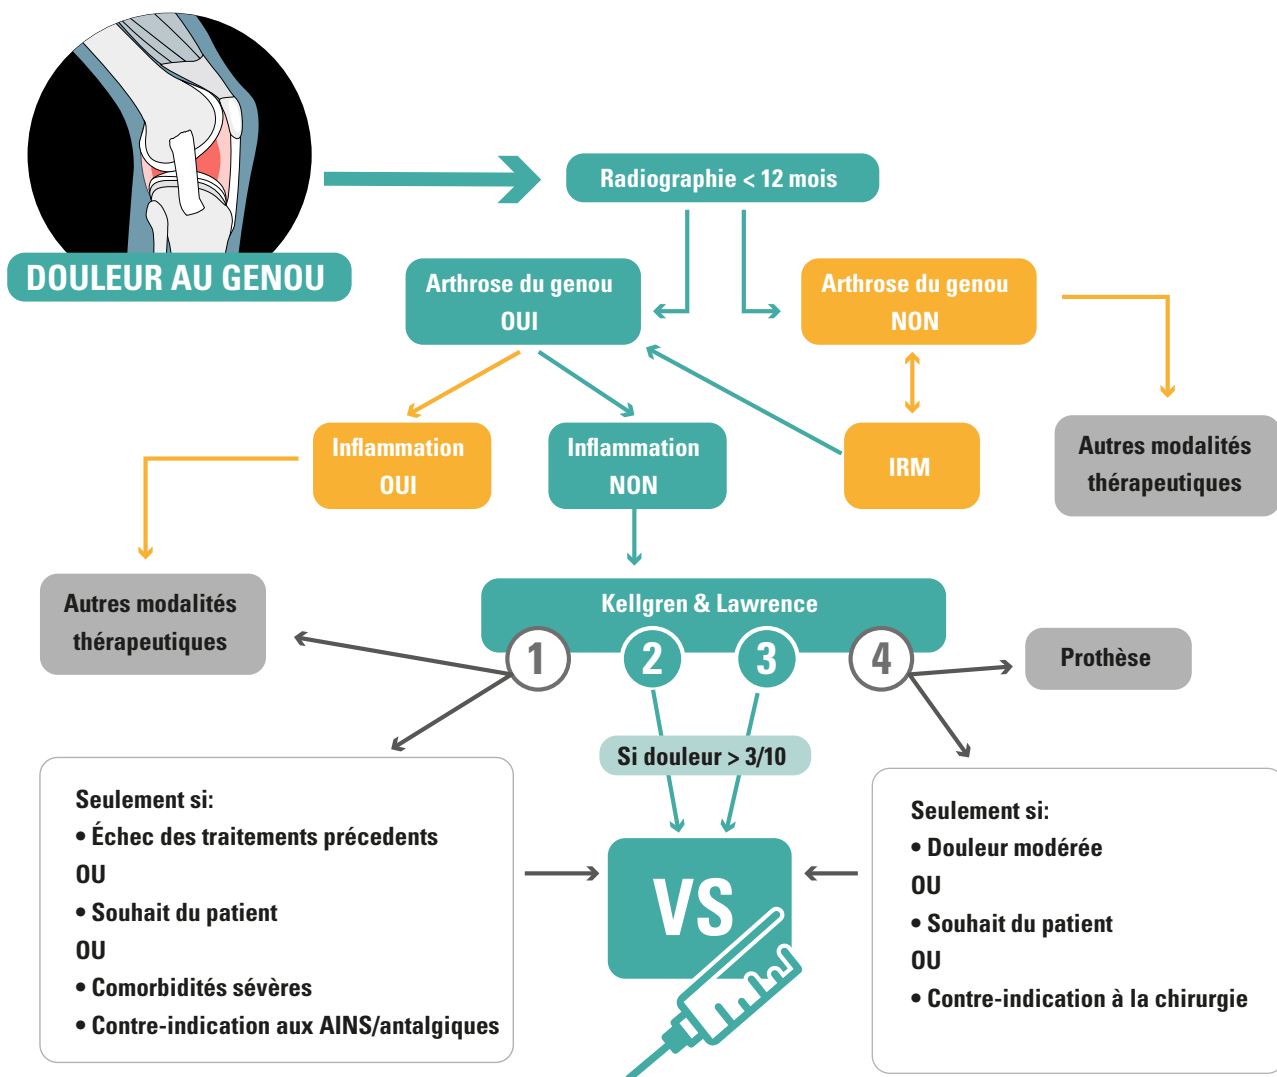 DOULEUR AU GENOU
Radiographie < 12 mois
Arthrose du genou
OUI
Arthrose du genou
NON
Inflammation
OUI
Inflammation
NON
IRM
Autres modalités
thérapeutiques
Autres modalités
thérapeutiques
Kellgren & Lawrence
1
2
3
4
Prothèse
Si douleur > 3/10
Seulement si:
• Échec des traitements précedents
OU
• Souhait du patient
OU
• Comorbidités sévères
• Contre-indication aux AINS/antalgiques
VS
Seulement si:
• Douleur modérée
OU
• Souhait du patient
OU
• Contre-indication à la chirurgie